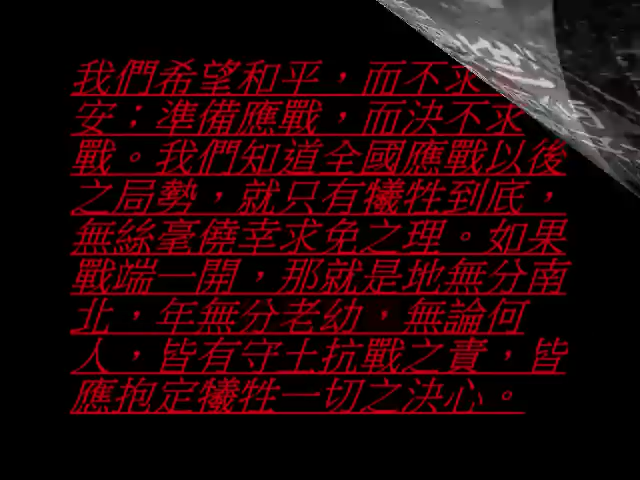 我們希望和平，而不求
安；準備應戰，而決不求
戰。我們知道全國應戰以後
之局勢，就只有犧牲到底，
無絲毫僥幸求免之理。如果
戰端一開，那就是地無分南
北，年無分老幼，無論何
人，皆有守土抗戰之責，皆
應抱定犧牲一切之決心。